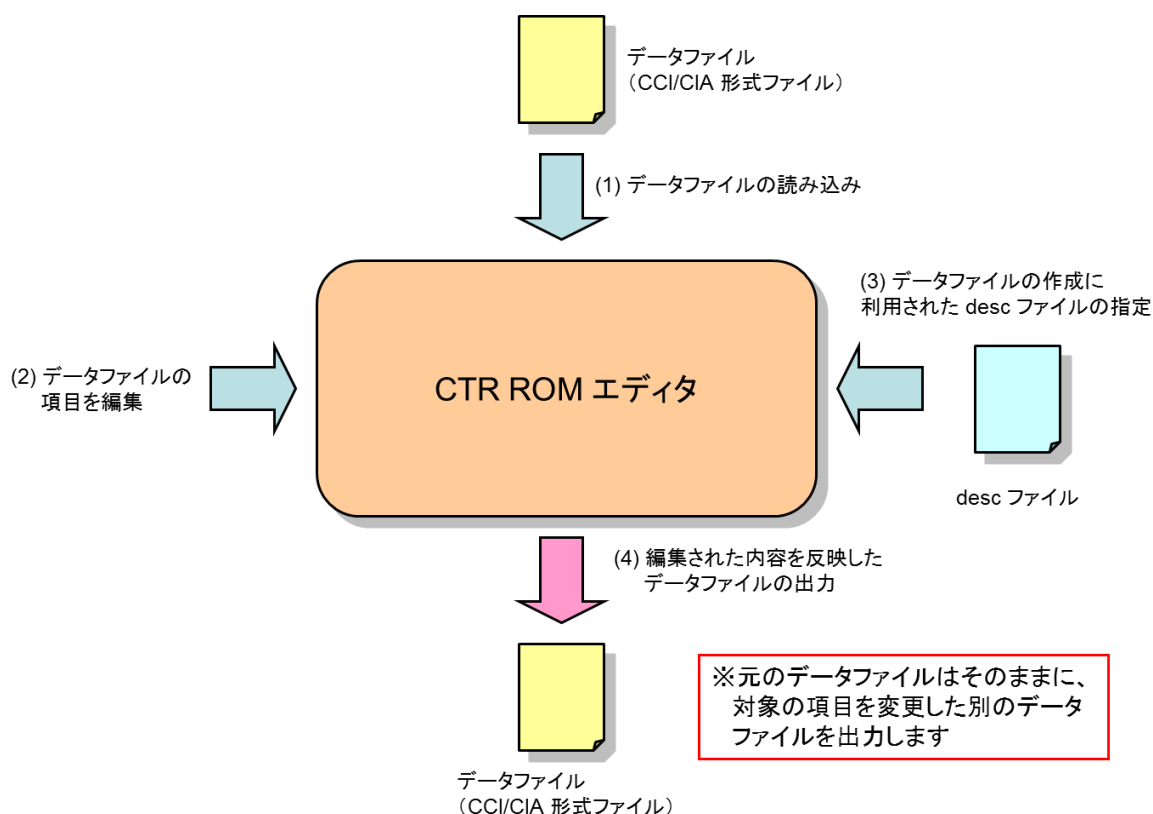 データファイル
（CCI/CIA 形式ファイル）
(1) データファイルの読み込み
(3) データファイルの作成に
利用された desc ファイルの指定
(2) データファイルの
項目を編集
CTR ROM エディタ
desc ファイル
(4) 編集された内容を反映した
データファイルの出力
※元のデータファイルはそのままに、
対象の項目を変更した別のデータ
ファイルを出力します
データファイル
（CCI/CIA 形式ファイル）